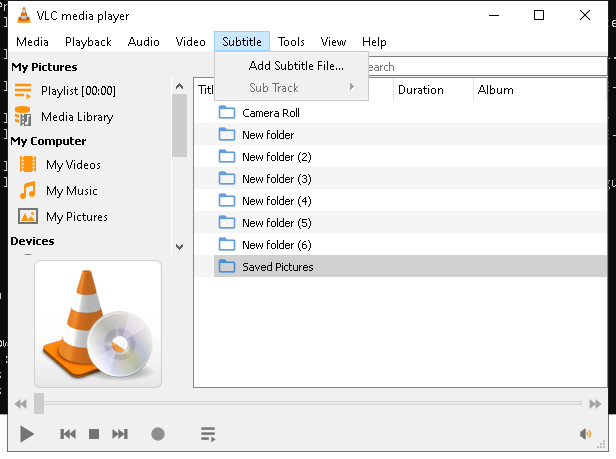 VLC media player
Media Playback Audio Video Subtitle Tools View Help
Add Subtitle File...
Sub Track
My Pictures
Playlist [00:00]
Media Library
My Computer
My Videos
My Music
My Pictures
Devices
Duration Album
Camera Roll
New folder
New folder (2)
New folder (3)
New folder (4)
New folder (5)
New folder (6)
Saved Pictures